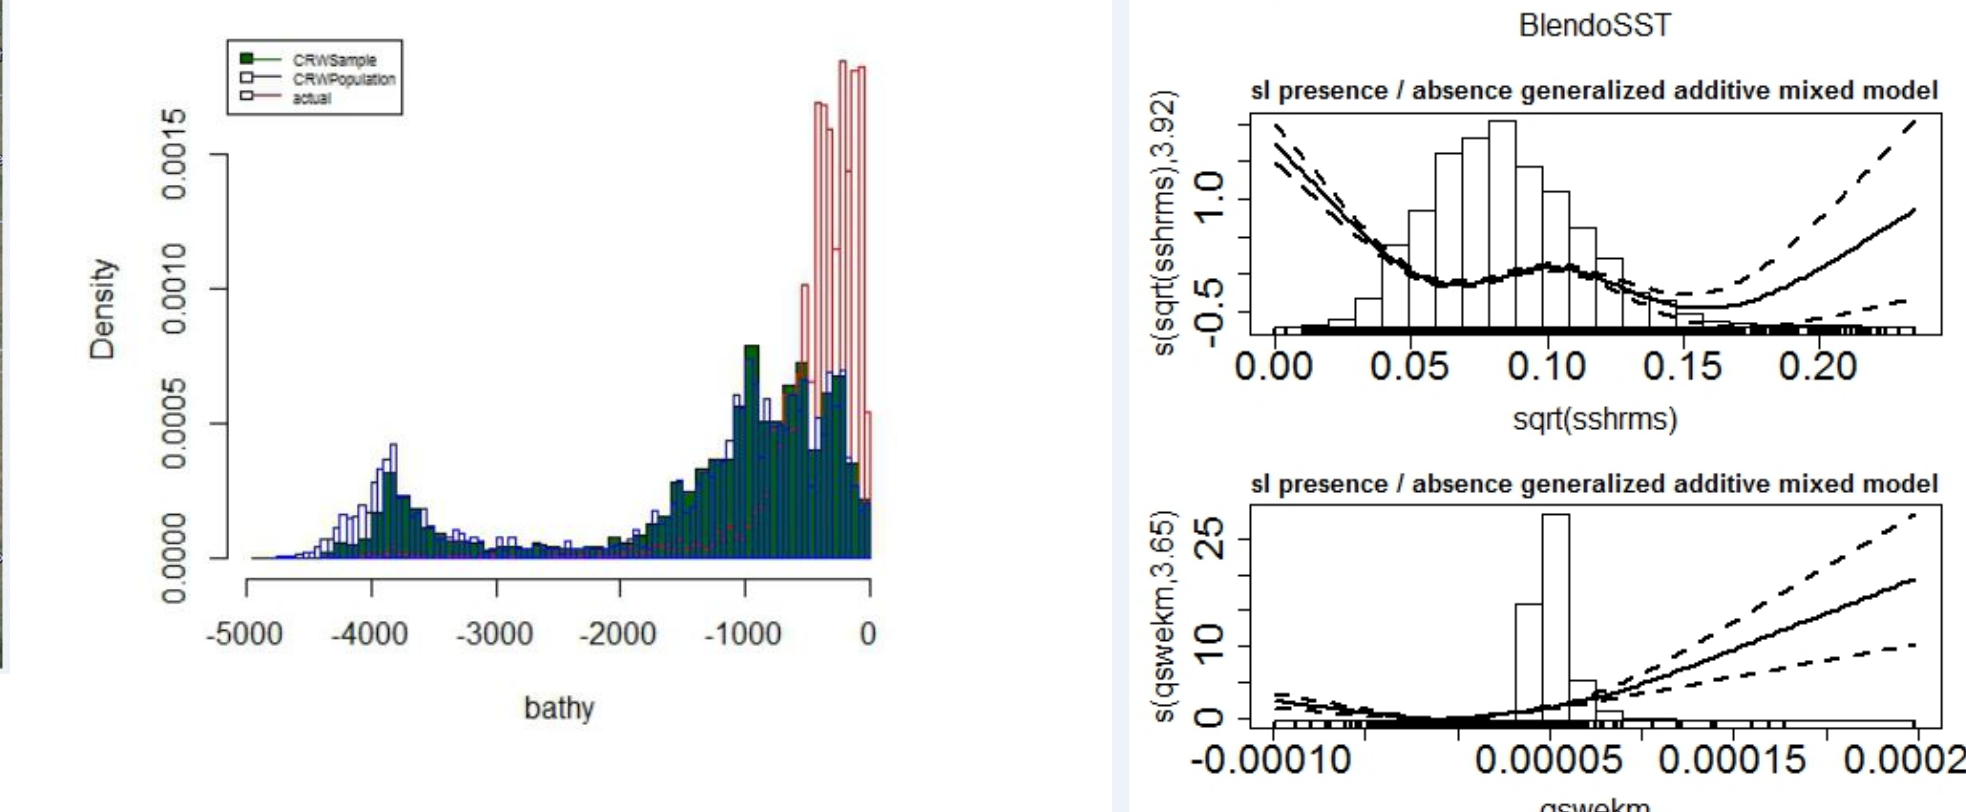 CRWSample
CRWPopulation
actual
Density
0.0000 0.0005 0.0010 0.0015
-5000 -4000 -3000 -2000 -1000 0
bathy
BlendoSST
sl presence / absence generalized additive mixed model
s(sqrt(sshrms),3.92)
-0.5 1.0
0.00 0.05 0.10 0.15 0.20
sqrt(sshrms)
sl presence / absence generalized additive mixed model
s(qswekm,3.65)
0 10 25
-0.00010 0.00005 0.00015 0.0002
qswekm